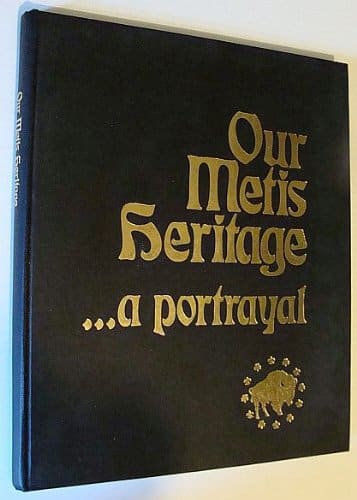 Our Metis Heritage
Our
Metis
Heritage
...a portrayal